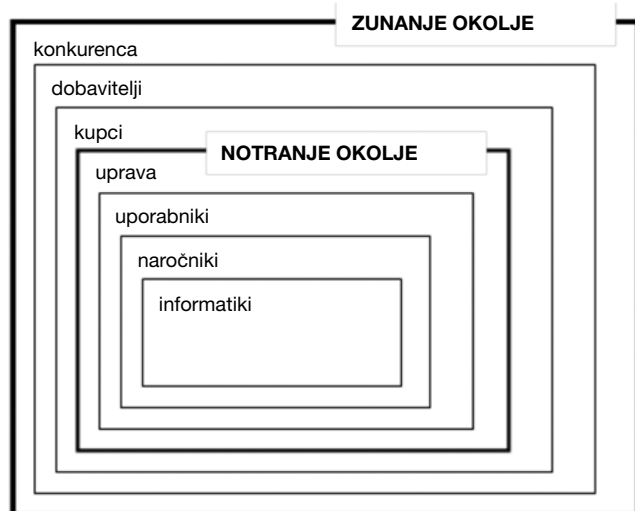 ZUNANJE OKOLJE
konkurenca
dobavitelji
kupci
NOTRANJE OKOLJE
uprava
uporabniki
naročniki
informatiki